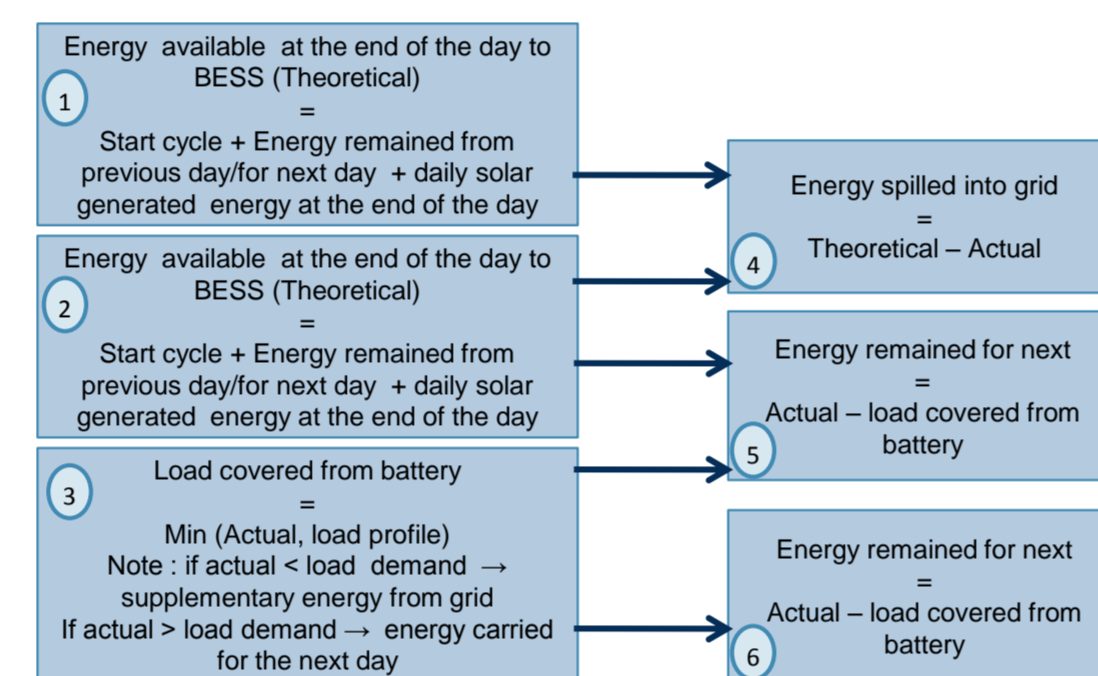 Energy available at the end of the day to
BESS (Theoretical)
1
=
Start cycle + Energy remained from
previous day/for next day + daily solar
generated energy at the end of the day
Energy available at the end of the day to
BESS (Theoretical)
2
=
Start cycle + Energy remained from
previous day/for next day + daily solar
generated energy at the end of the day
3
Load covered from battery
=
Min (Actual, load profile)
Note : if actual < load demand →
supplementary energy from grid
If actual > load demand → energy carried
for the next day
Energy spilled into grid
=
Theoretical – Actual
4
Energy remained for next
=
Actual – load covered from
battery
5
Energy remained for next
=
Actual – load covered from
battery
6